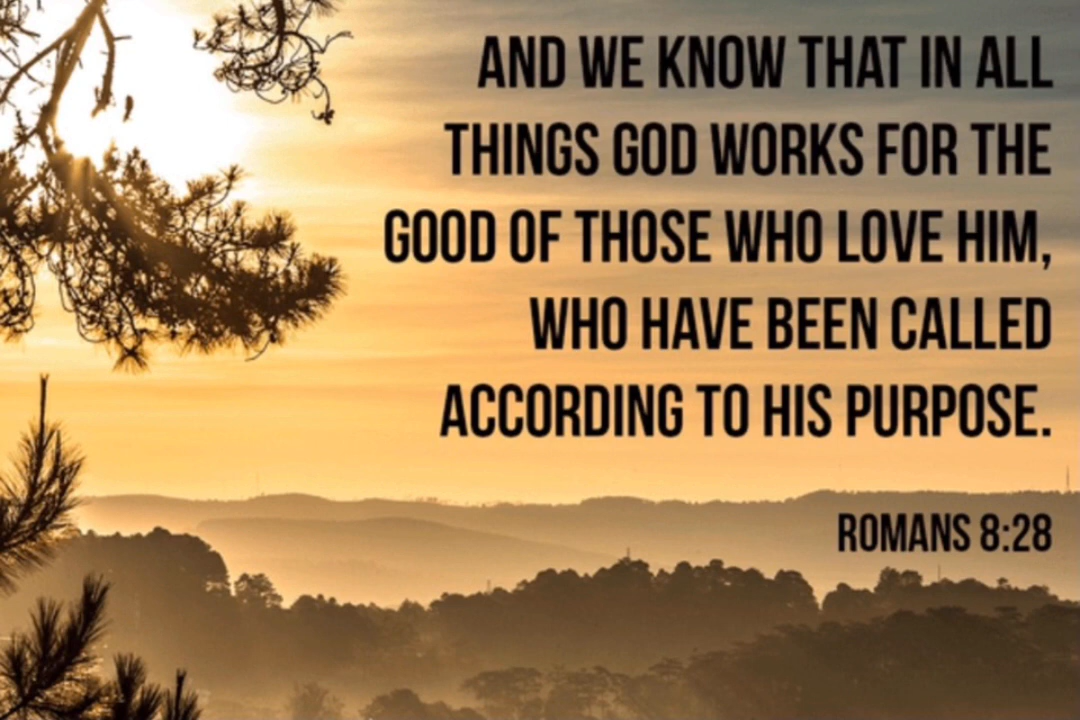 AND WE KNOW THAT IN ALL
THINGS GOD WORKS FOR THE
GOOD OF THOSE WHO LOVE HIM,
WHO HAVE BEEN CALLED
ACCORDING TO HIS PURPOSE.
ROMANS 8:28